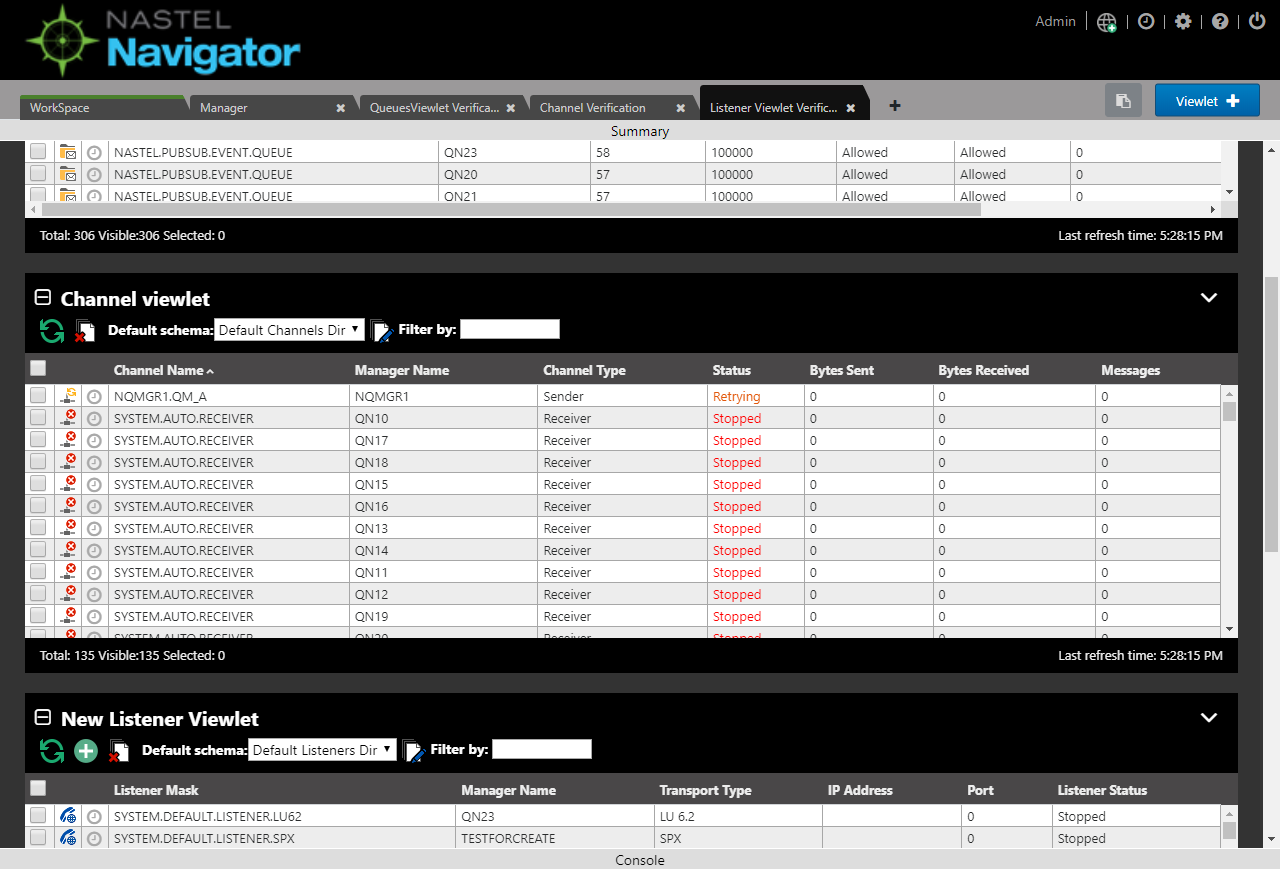 NASTEL
Navigator
Admin
WorkSpace Manager QueuesViewlet Verifica... Channel Verification Listener Viewlet Verific... Viewlet
Summary
NASTEL.PUBSUB.EVENT.QUEUE QN23 58 100000 Allowed Allowed 0
NASTEL.PUBSUB.EVENT.QUEUE QN20 57 100000 Allowed Allowed 0
NASTEL.PUBSUB.EVENT.QUEUE QN21 57 100000 Allowed Allowed 0
Total: 306 Visible:306 Selected: 0 Last refresh time: 5:28:15 PM
Channel viewlet
Default schema: Default Channels Dir Filter by:
Channel Name Manager Name Channel Type Status Bytes Sent Bytes Received Messages
NQMGR1.QM_A NQMGR1 Sender Retrying 0 0 0
SYSTEM.AUTO.RECEIVER QN10 Receiver Stopped 0 0 0
SYSTEM.AUTO.RECEIVER QN17 Receiver Stopped 0 0 0
SYSTEM.AUTO.RECEIVER QN18 Receiver Stopped 0 0 0
SYSTEM.AUTO.RECEIVER QN15 Receiver Stopped 0 0 0
SYSTEM.AUTO.RECEIVER QN16 Receiver Stopped 0 0 0
SYSTEM.AUTO.RECEIVER QN13 Receiver Stopped 0 0 0
SYSTEM.AUTO.RECEIVER QN14 Receiver Stopped 0 0 0
SYSTEM.AUTO.RECEIVER QN11 Receiver Stopped 0 0 0
SYSTEM.AUTO.RECEIVER QN12 Receiver Stopped 0 0 0
SYSTEM.AUTO.RECEIVER QN19 Receiver Stopped 0 0 0
SYSTEM.AUTO.RECEIVER QN20 Receiver Stopped 0 0 0
Total: 135 Visible:135 Selected: 0 Last refresh time: 5:28:15 PM
New Listener Viewlet
Default schema: Default Listeners Dir Filter by:
Listener Mask Manager Name Transport Type IP Address Port Listener Status
SYSTEM.DEFAULT.LISTENER.LU62 QN23 LU 6.2 0 Stopped
SYSTEM.DEFAULT.LISTENER.SPX TESTFORCREATE SPX 0 Stopped
Console